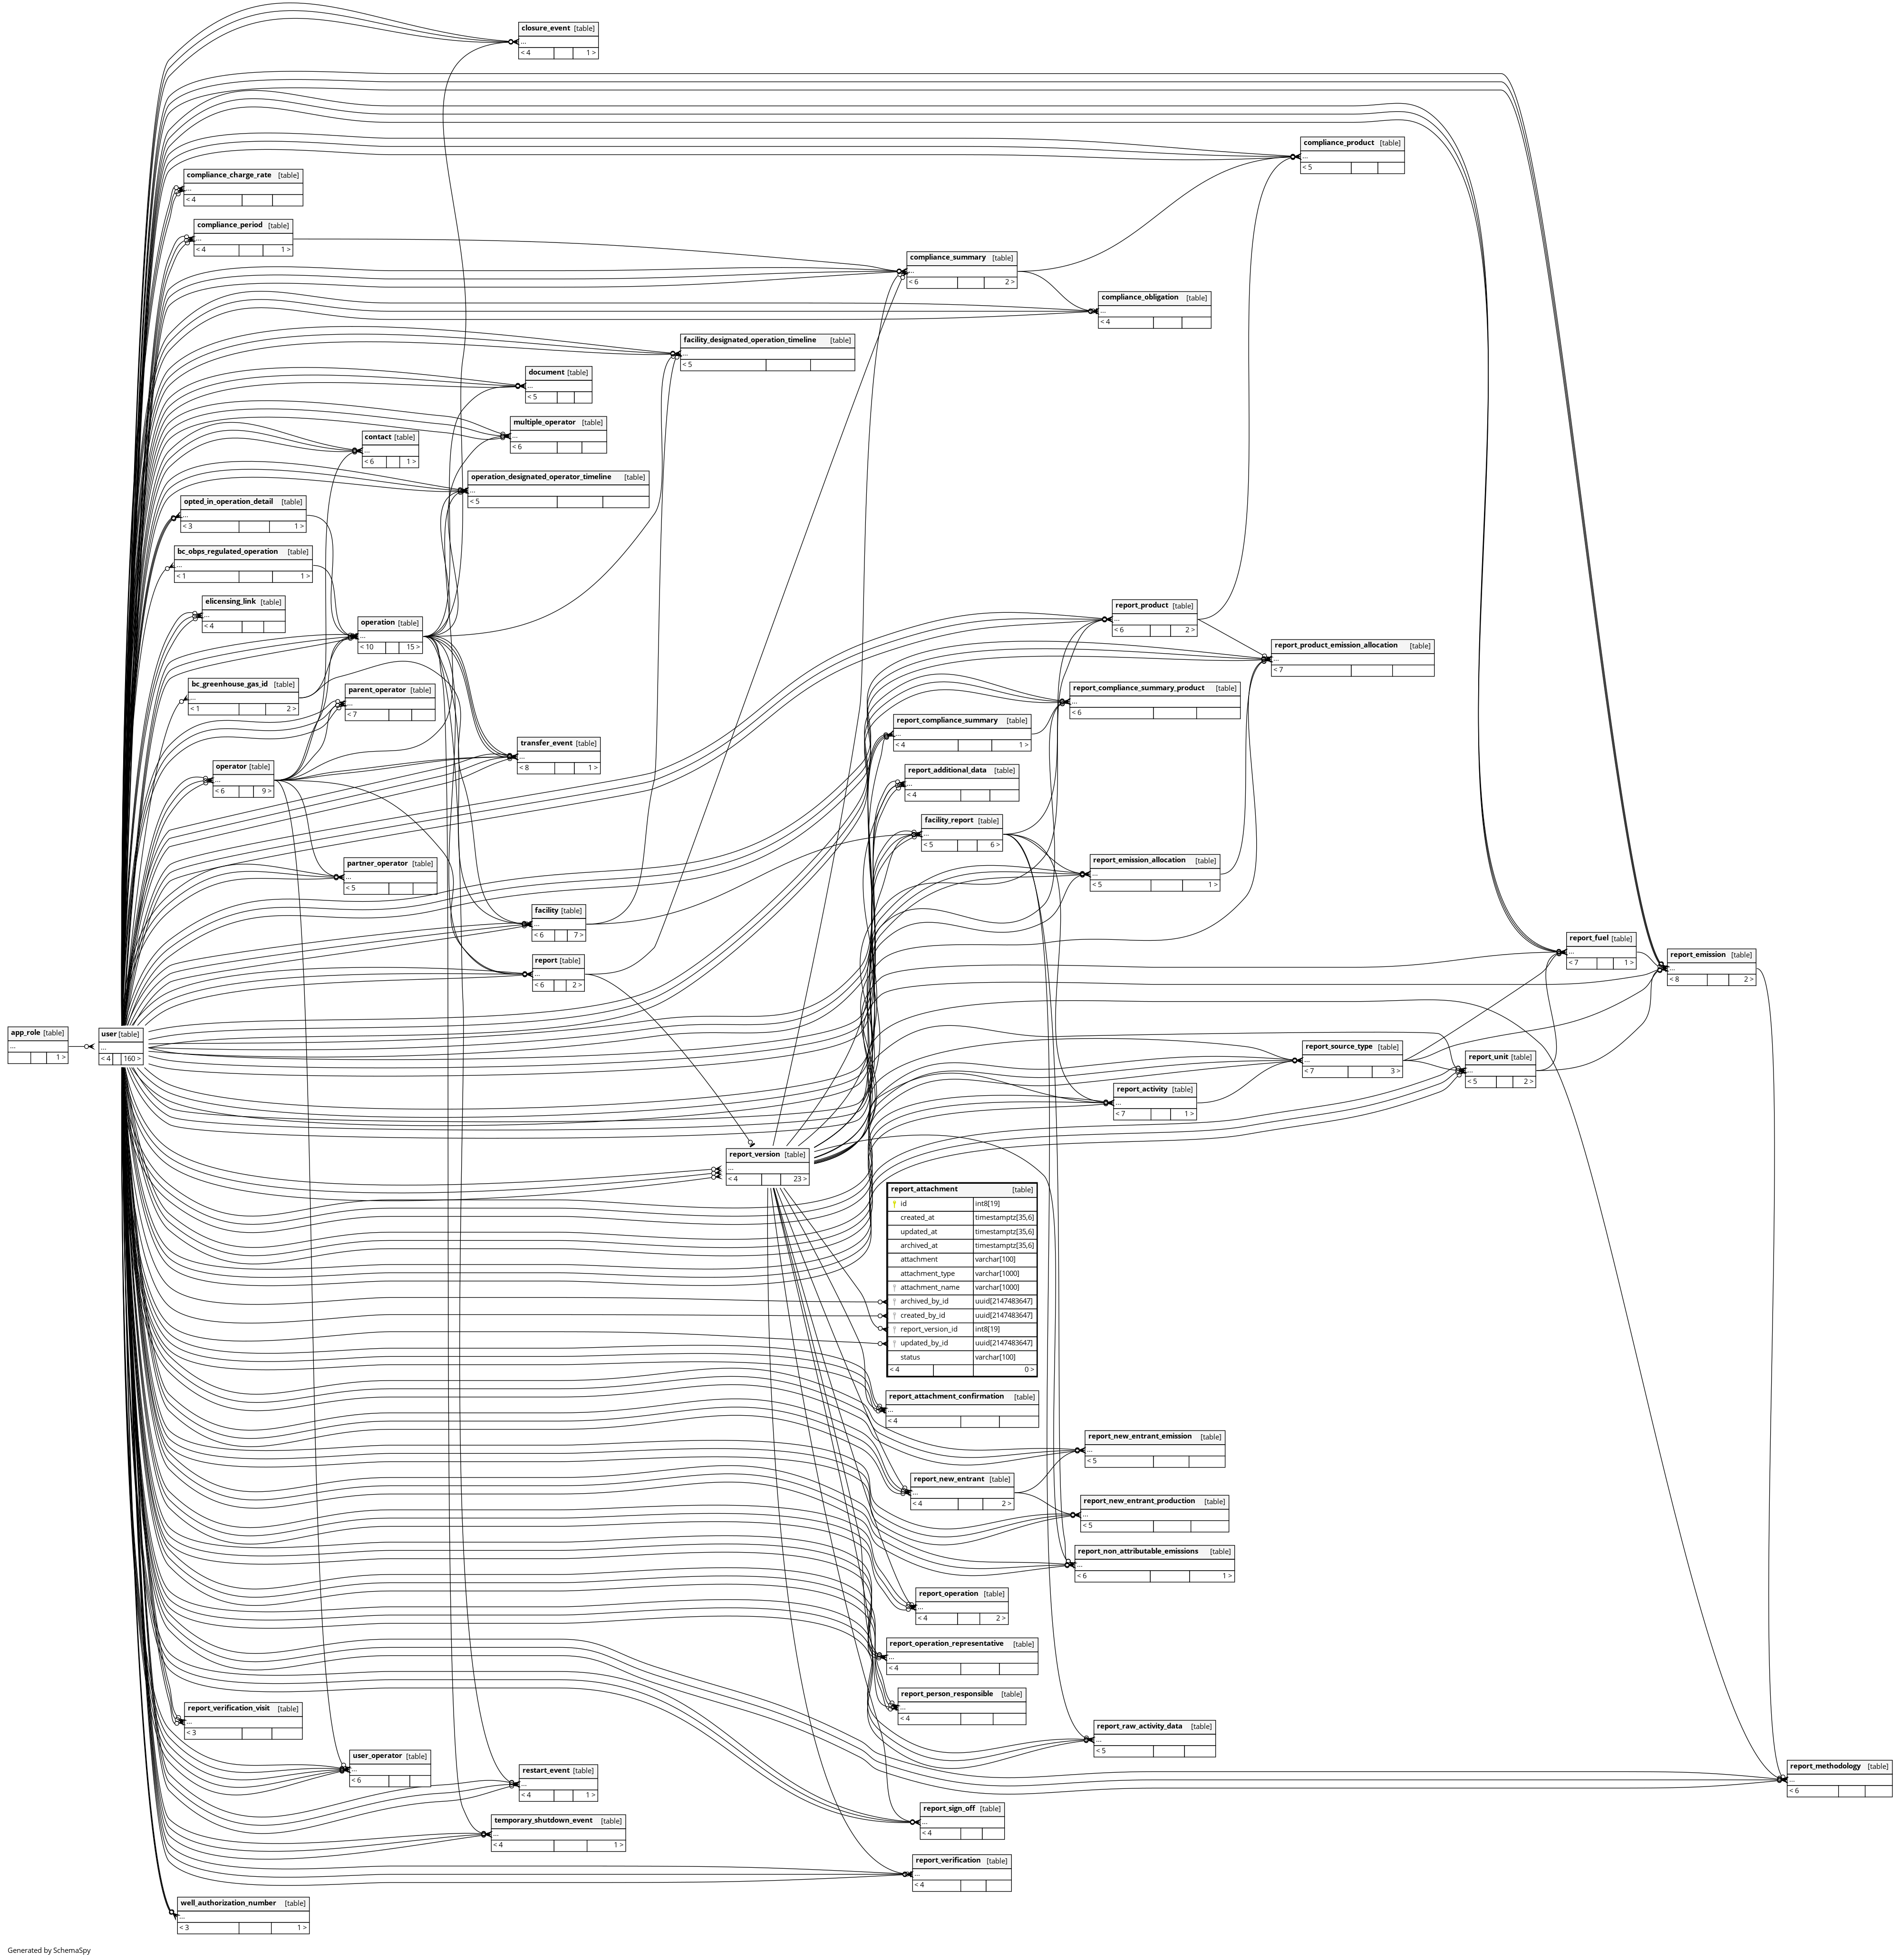 closure_event [table]
...
< 4 1 >
compliance_product [table]
...
< 5
compliance_charge_rate [table]
...
< 4
compliance_period [table]
...
< 4 1 >
compliance_summary [table]
...
< 6 2 >
compliance_obligation [table]
...
< 4
facility_designated_operation_timeline [table]
...
< 5
document [table]
...
< 5
multiple_operator [table]
...
< 6
contact [table]
...
< 6 1 >
operation_designated_operator_timeline [table]
...
< 5
opted_in_operation_detail [table]
...
< 3 1 >
bc_obps_regulated_operation [table]
...
< 1 1 >
elicensing_link [table]
...
< 4
operation [table]
...
< 10 15 >
report_product [table]
...
< 6 2 >
report_product_emission_allocation [table]
...
< 7
bc_greenhouse_gas_id [table]
...
< 1 2 >
parent_operator [table]
...
< 7
report_compliance_summary_product [table]
...
< 6
report_compliance_summary [table]
...
< 4 1 >
transfer_event [table]
...
< 8 1 >
operator [table]
...
< 6 9 >
report_additional_data [table]
...
< 4
facility_report [table]
...
< 5 6 >
partner_operator [table]
...
< 5
report_emission_allocation [table]
...
< 5 1 >
facility [table]
...
< 6 7 >
report [table]
...
< 6 2 >
report_fuel [table]
...
< 7 1 >
report_emission [table]
...
< 8 2 >
app_role [table]
...
1 >
user [table]
...
< 4 160 >
report_source_type [table]
...
< 7 3 >
report_unit [table]
...
< 5 2 >
report_activity [table]
...
< 7 1 >
report_version [table]
...
< 4 23 >
report_attachment [table]
id int8[19]
created_at timestamptz[35,6]
updated_at timestamptz[35,6]
archived_at timestamptz[35,6]
attachment varchar[100]
attachment_type varchar[1000]
attachment_name varchar[1000]
archived_by_id uuid[2147483647]
created_by_id uuid[2147483647]
report_version_id int8[19]
updated_by_id uuid[2147483647]
status varchar[100]
< 4 0 >
report_attachment_confirmation [table]
...
< 4
report_new_entrant_emission [table]
...
< 5
report_new_entrant [table]
...
< 4 2 >
report_new_entrant_production [table]
...
< 5
report_non_attributable_emissions [table]
...
< 6 1 >
report_operation [table]
...
< 4 2 >
report_operation_representative [table]
...
< 4
report_person_responsible [table]
...
< 4
report_verification_visit [table]
...
< 3
report_raw_activity_data [table]
...
< 5
user_operator [table]
...
< 6
restart_event [table]
...
< 4 1 >
report_methodology [table]
...
< 6
report_sign_off [table]
...
< 4
temporary_shutdown_event [table]
...
< 4 1 >
report_verification [table]
...
< 4
well_authorization_number [table]
...
< 3 1 >
Generated by SchemaSpy